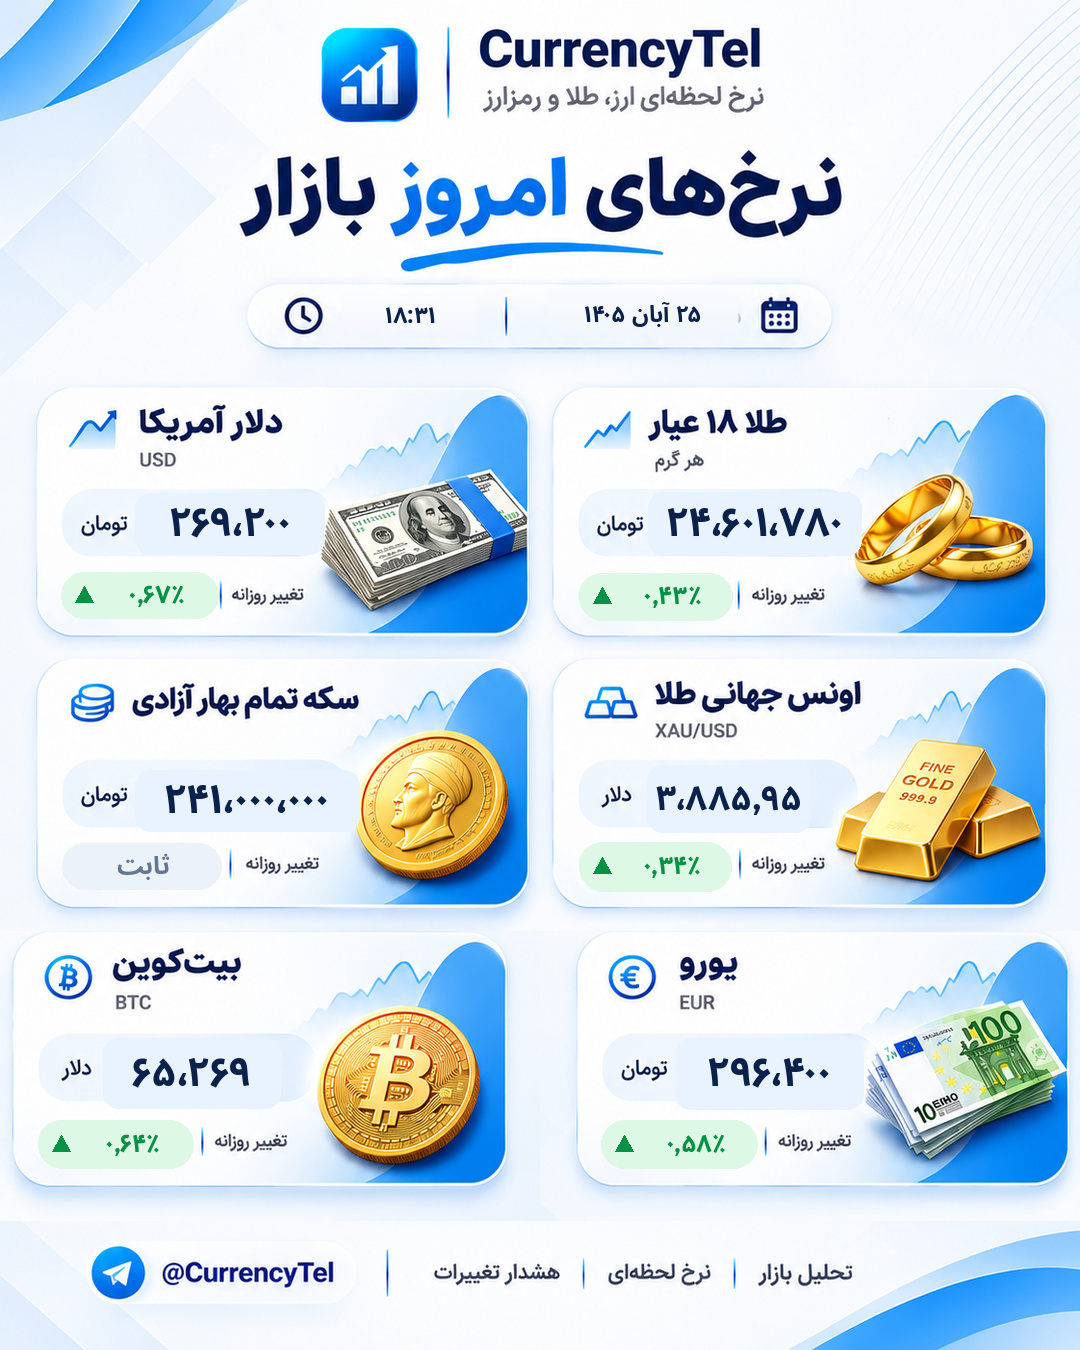 CurrencyTel
نرخ لحظه‌ای ارز، طلا و رمزارز
نرخ‌های امروز بازار
۲۵ آبان ۱۴۰۵
۱۸:۳۱
طلا ۱۸ عیار
هر گرم
۲۴،۶۰۱،۷۸۰ تومان
تغییر روزانه
۰٫۴۳٪ ▲
دلار آمریکا
USD
۲۶۹،۲۰۰ تومان
تغییر روزانه
۰٫۶۷٪ ▲
اونس جهانی طلا
XAU/USD
۳،۸۸۵٫۹۵ دلار
تغییر روزانه
۰٫۳۴٪ ▲
FINE
GOLD
999.9
سکه تمام بهار آزادی
۲۴۱،۰۰۰،۰۰۰ تومان
تغییر روزانه
ثابت
یورو
EUR
۲۹۶،۴۰۰ تومان
تغییر روزانه
۰٫۵۸٪ ▲
100
بیت‌کوین
BTC
۶۵،۲۶۹ دلار
تغییر روزانه
۰٫۶۴٪ ▲
تحلیل بازار
نرخ لحظه‌ای
هشدار تغییرات
@CurrencyTel